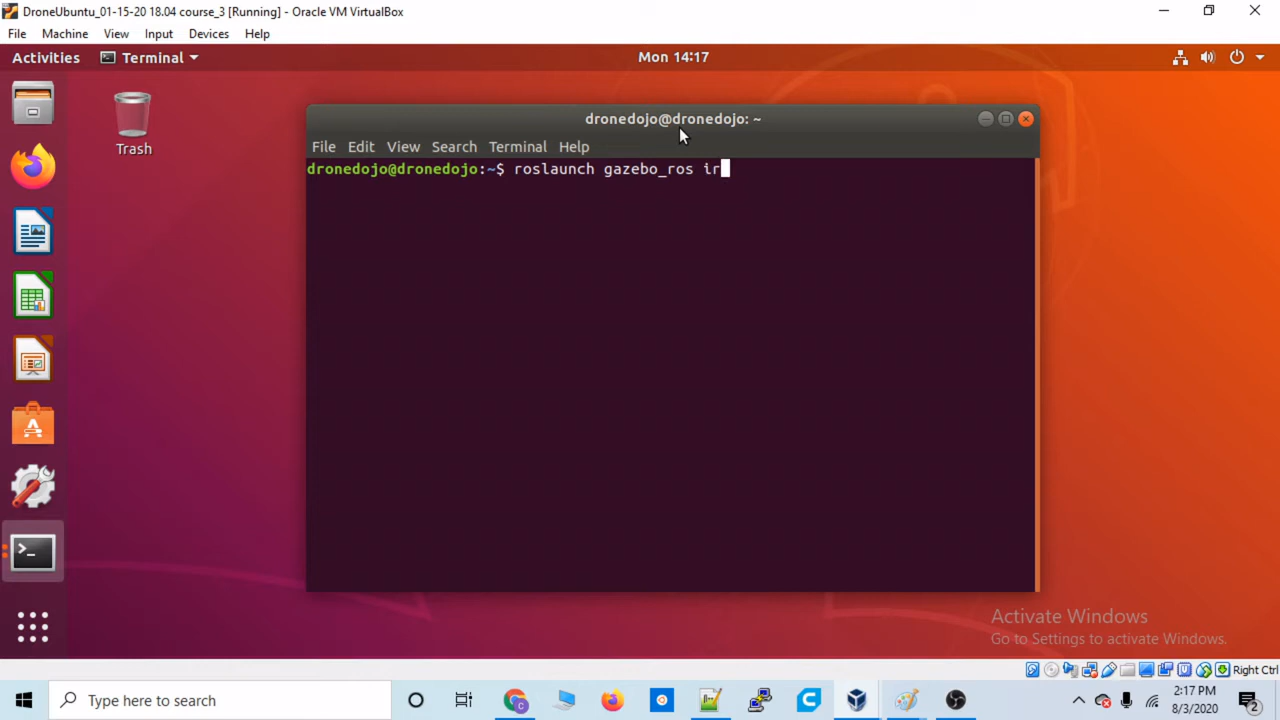 DroneUbuntu_01-15-20 18.04 course_3 [Running] - Oracle VM VirtualBox
File Machine View Input Devices Help
Activities Terminal Mon 14:17
Trash
dronedojo@dronedojo: ~
File Edit View Search Terminal Help
dronedojo@dronedojo:~$ roslaunch gazebo_ros ir
Activate Windows
Go to Settings to activate Windows.
Right Ctrl
Type here to search
2:17 PM
8/3/2020
2